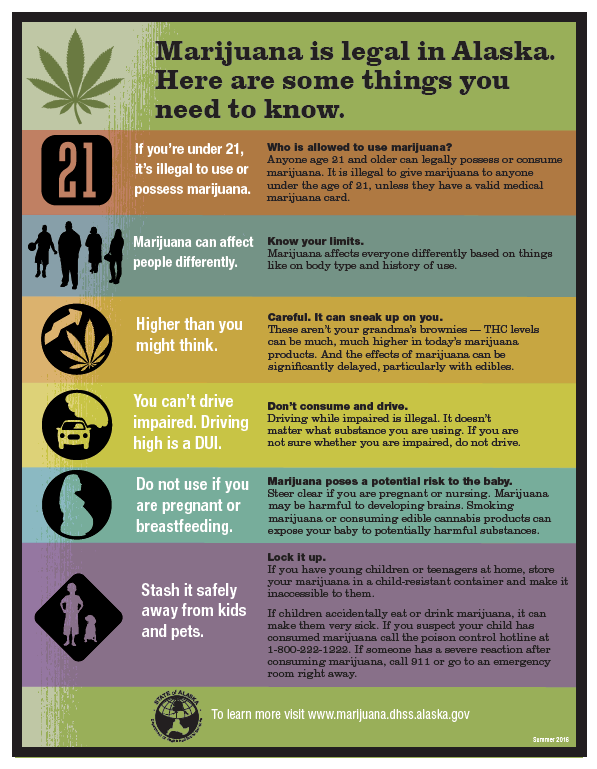 Marijuana is legal in Alaska.
Here are some things you
need to know.
21
If you're under 21,
it's illegal to use or
possess marijuana.
Who is allowed to use marijuana?
Anyone age 21 and older can legally possess or consume
marijuana. It is illegal to give marijuana to anyone
under the age of 21, unless they have a valid medical
marijuana card.
Marijuana can affect
people differently.
Know your limits.
Marijuana affects everyone differently based on things
like on body type and history of use.
Higher than you
might think.
Careful. It can sneak up on you.
These aren't your grandma's brownies — THC levels
can be much, much higher in today's marijuana
products. And the effects of marijuana can be
significantly delayed, particularly with edibles.
You can't drive
impaired. Driving
high is a DUI.
Don't consume and drive.
Driving while impaired is illegal. It doesn't
matter what substance you are using. If you are
not sure whether you are impaired, do not drive.
Do not use if you
are pregnant or
breastfeeding.
Marijuana poses a potential risk to the baby.
Steer clear if you are pregnant or nursing. Marijuana
may be harmful to developing brains. Smoking
marijuana or consuming edible cannabis products can
expose your baby to potentially harmful substances.
Stash it safely
away from kids
and pets.
Lock it up.
If you have young children or teenagers at home, store
your marijuana in a child-resistant container and make it
inaccessible to them.
If children accidentally eat or drink marijuana, it can
make them very sick. If you suspect your child has
consumed marijuana call the poison control hotline at
1-800-222-1222. If someone has a severe reaction after
consuming marijuana, call 911 or go to an emergency
room right away.
STATE of ALASKA
To learn more visit www.marijuana.dhss.alaska.gov
Summer 2016